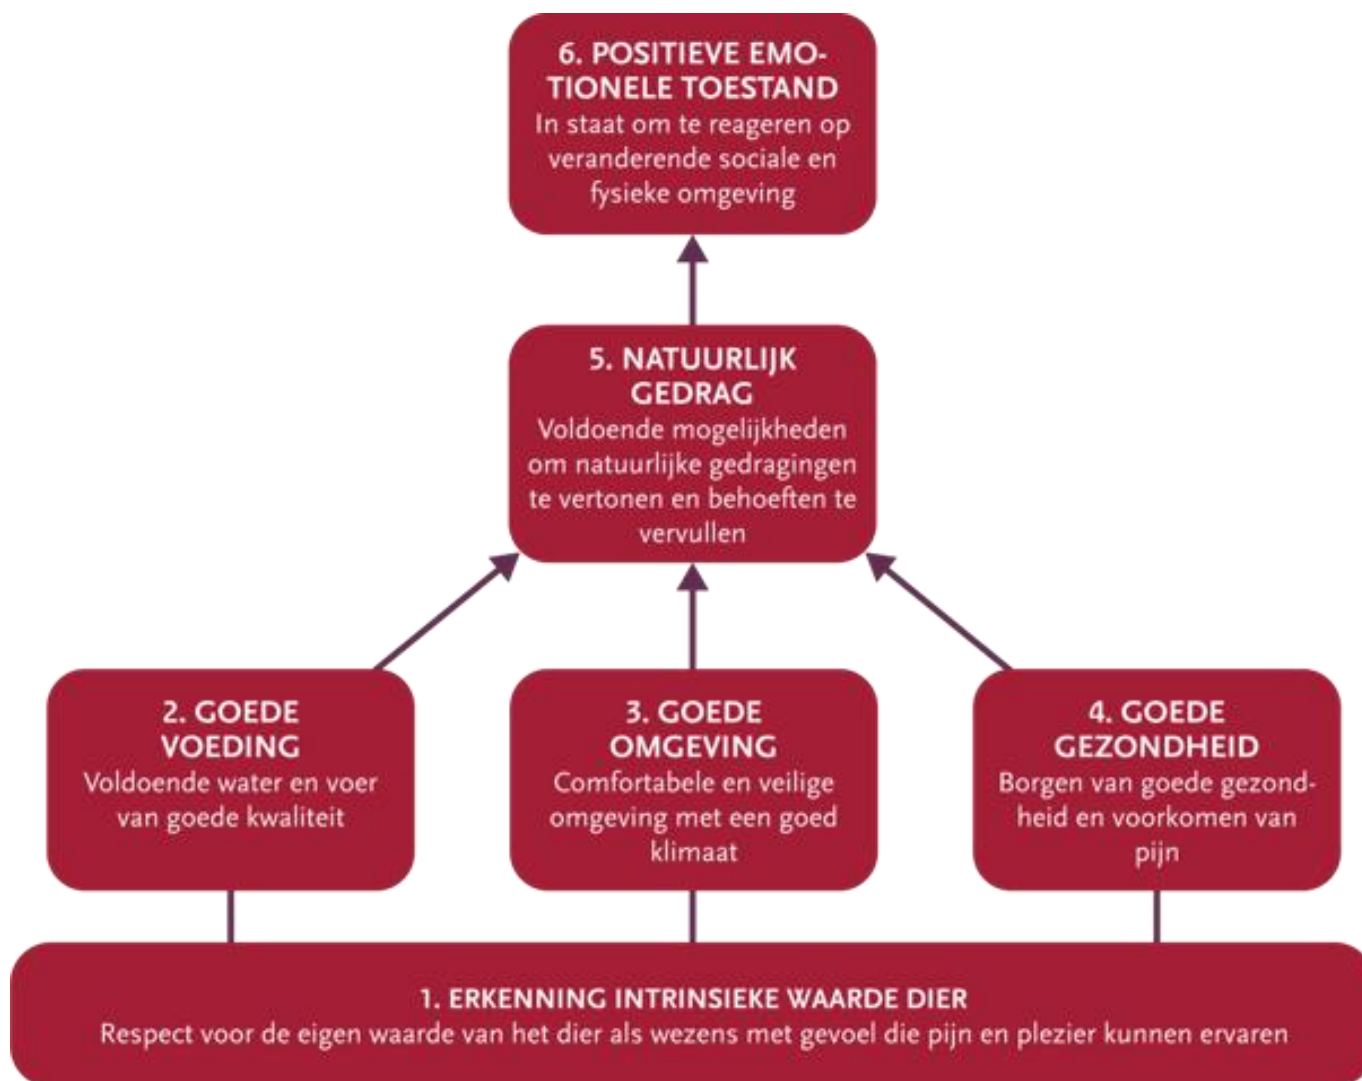 6. POSITIEVE EMO-
TIONELE TOESTAND
In staat om te reageren op
veranderende sociale en
fysieke omgeving
5. NATUURLIJK
GEDRAG
Voldoende mogelijkheden
om natuurlijke gedragingen
te vertonen en behoeften te
vervullen
2. GOEDE
VOEDING
Voldoende water en voer
van goede kwaliteit
3. GOEDE
OMGEVING
Comfortabele en veilige
omgeving met een goed
klimaat
4. GOEDE
GEZONDHEID
Borgen van goede gezond-
heid en voorkomen van
pijn
1. ERKENNING INTRINSIEKE WAARDE DIER
Respect voor de eigen waarde van het dier als wezens met gevoel die pijn en plezier kunnen ervaren